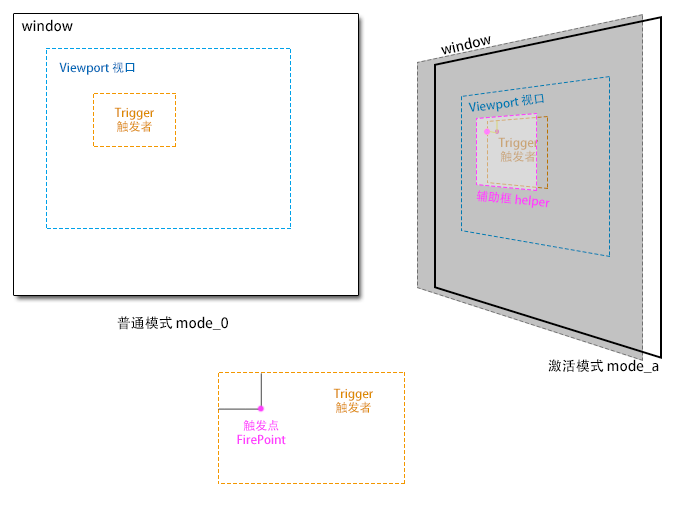 window
Viewport 视口
Trigger
触发者
普通模式 mode_0
window
Viewport 视口
Trigger
触发者
辅助框 helper
激活模式 mode_a
Trigger
触发者
触发点
FirePoint